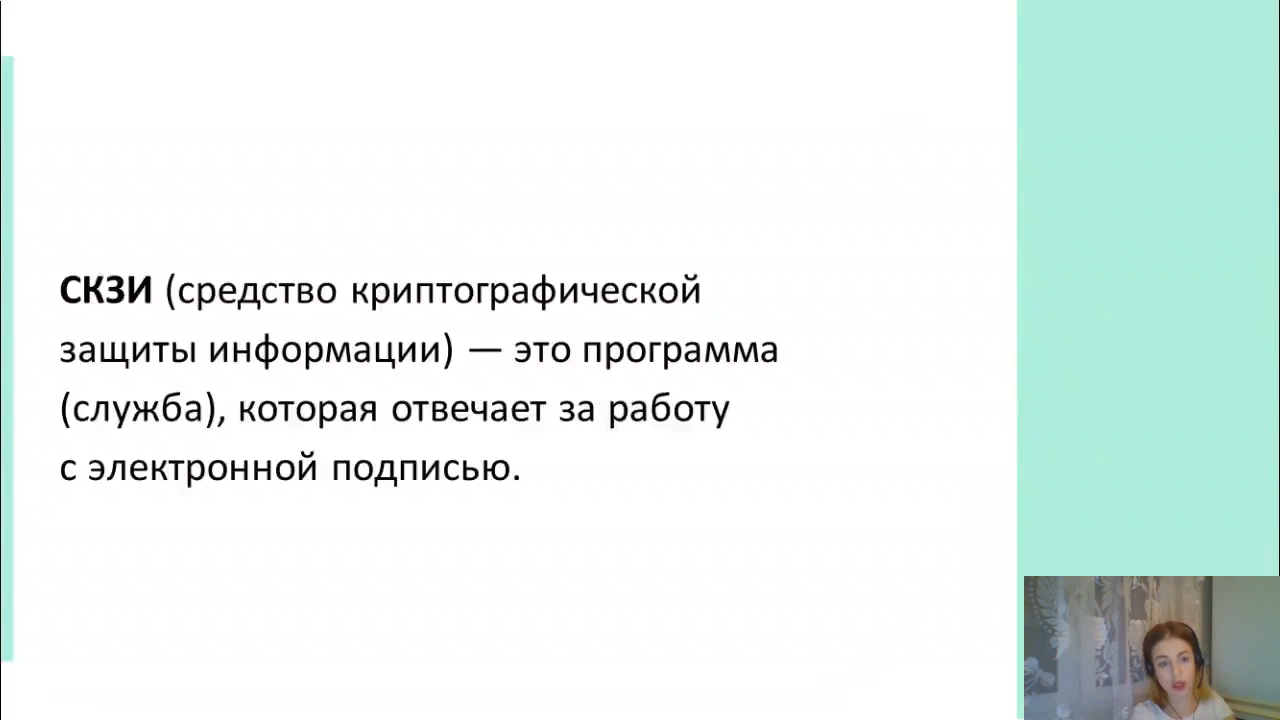 СКЗИ (средство криптографической
защиты информации) — это программа
(служба), которая отвечает за работу
с электронной подписью.